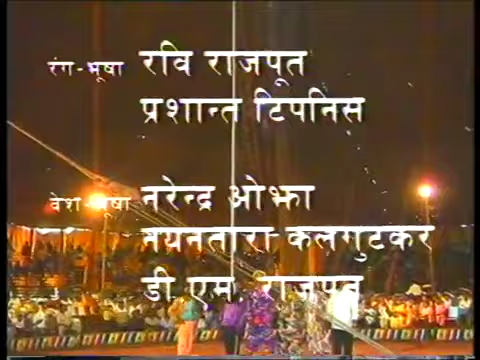 रंग-भूषा रवि राजपूत
प्रशान्त टिपनिस
वेश-भूषा नरेन्द्र ओझा
नयनतारा कलगुटकर
डी.एम. राजपूत